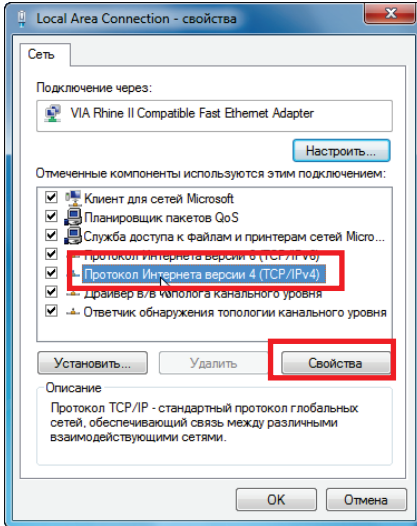 Local Area Connection - свойства
Сеть
Подключение через:
VIA Rhine II Compatible Fast Ethernet Adapter
Настроить...
Отмеченные компоненты используются этим подключением:
Клиент для сетей Microsoft
Планировщик пакетов QoS
Служба доступа к файлам и принтерам сетей Micro...
Протокол Интернета версии 6 (TCP/IPv6)
Протокол Интернета версии 4 (TCP/IPv4)
Драйвер в/в тополога канального уровня
Ответчик обнаружения топологии канального уровня
Установить...
Удалить
Свойства
Описание
Протокол TCP/IP - стандартный протокол глобальных
сетей, обеспечивающий связь между различными
взаимодействующими сетями.
OK
Отмена